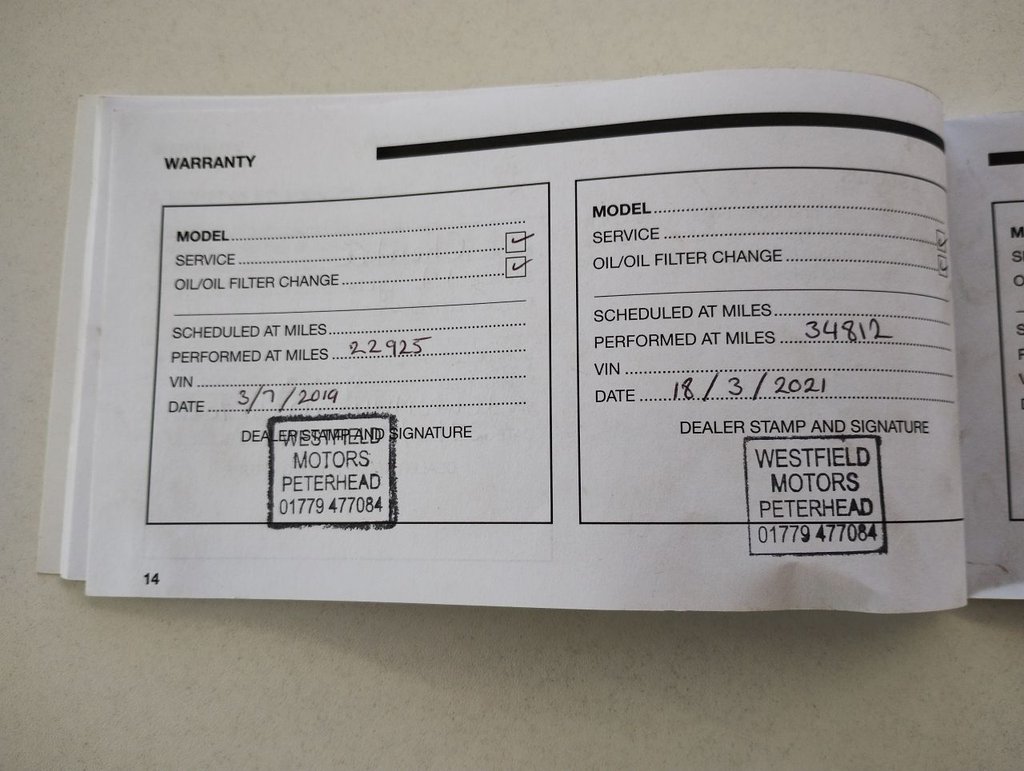 WARRANTY
MODEL
SERVICE
OIL/OIL FILTER CHANGE
SCHEDULED AT MILES
PERFORMED AT MILES 22925
VIN
DATE 3/7/2019
DEALER STAMP AND SIGNATURE
WESTFIELD
MOTORS
PETERHEAD
01779 477084
14
MODEL
SERVICE
OIL/OIL FILTER CHANGE
SCHEDULED AT MILES
PERFORMED AT MILES 34812
VIN
DATE 18/3/2021
DEALER STAMP AND SIGNATURE
WESTFIELD
MOTORS
PETERHEAD
01779 477084